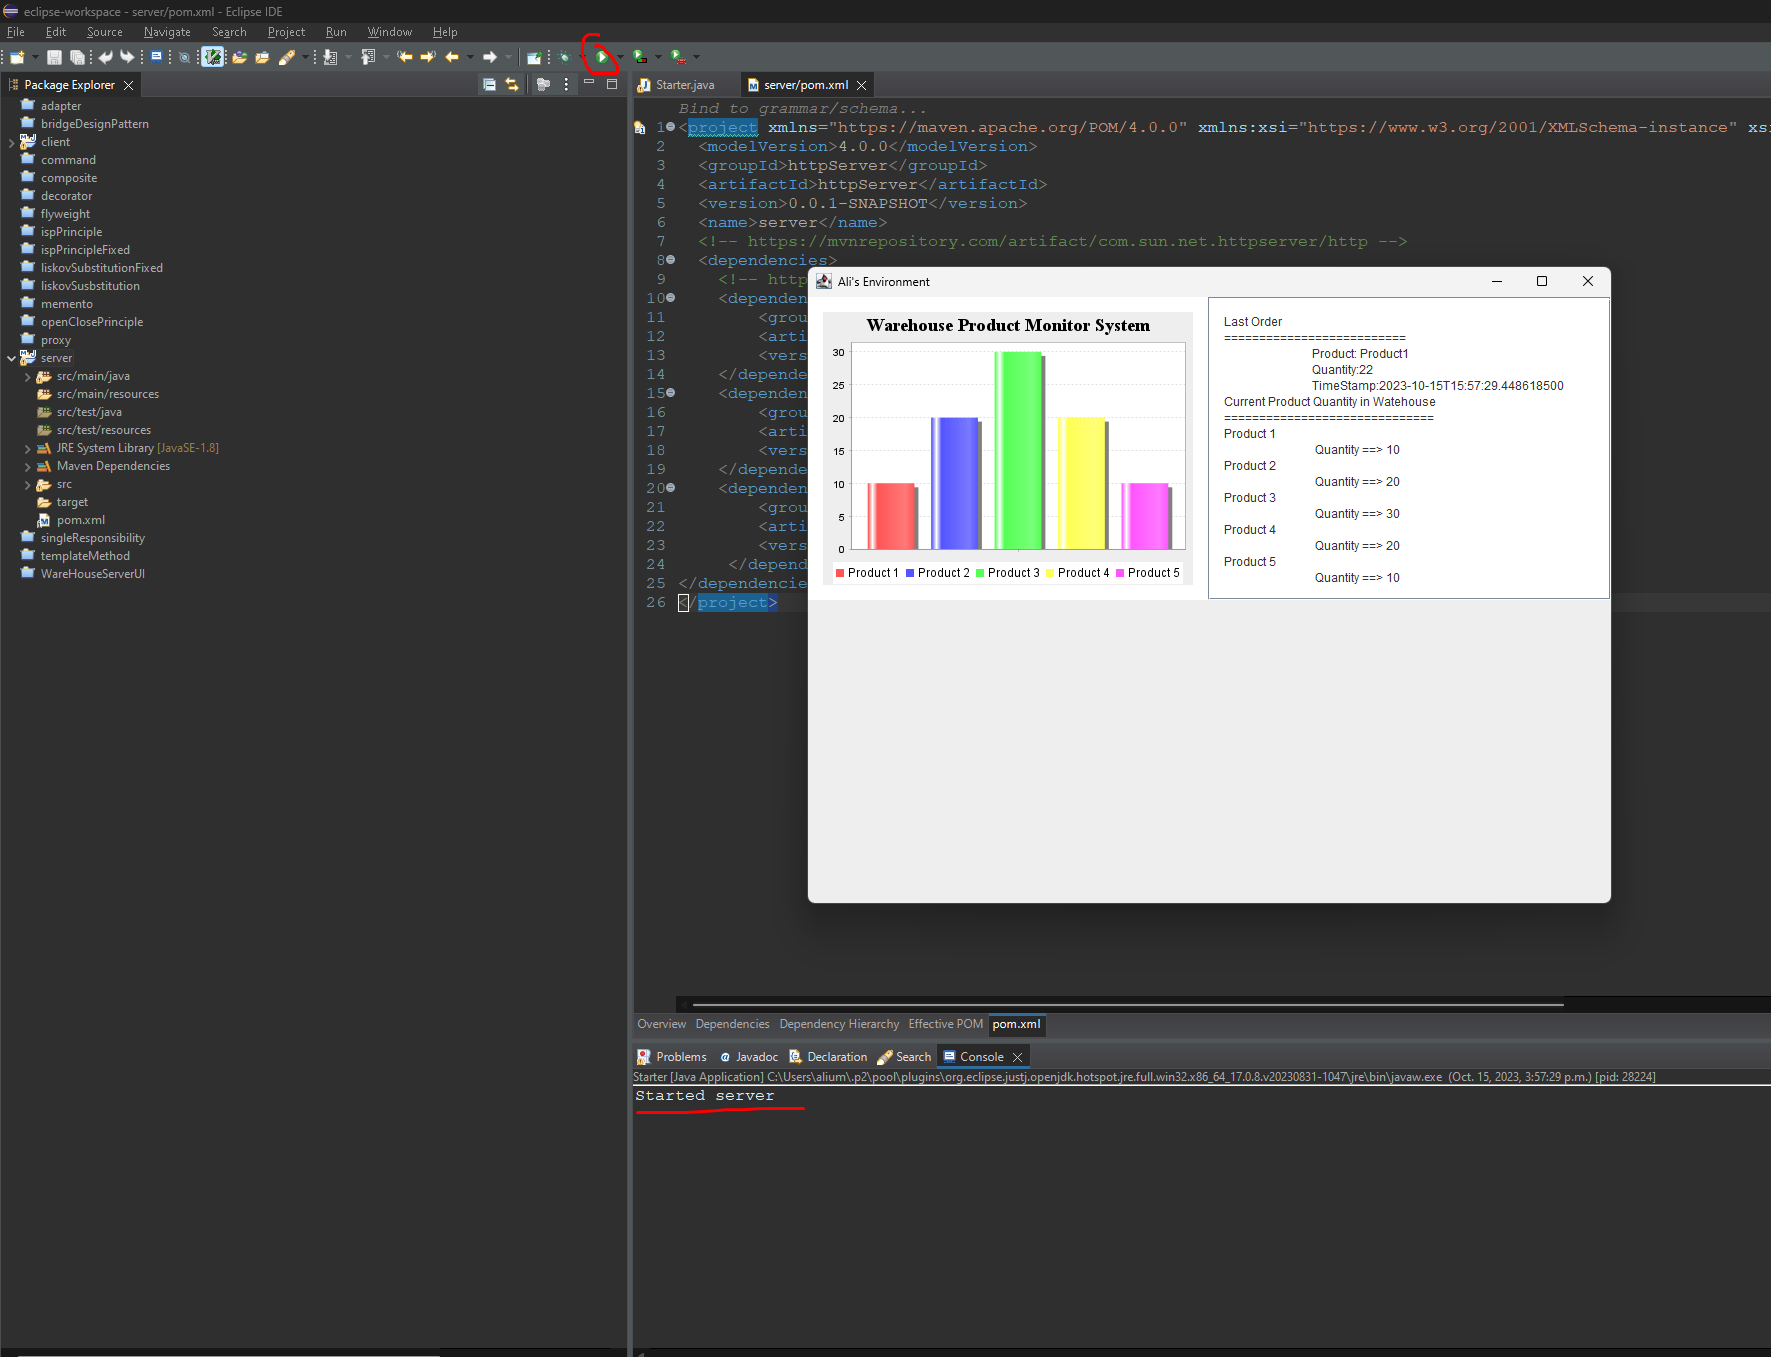 eclipse-workspace - server/pom.xml - Eclipse IDE
File Edit Source Navigate Search Project Run Window Help
Package Explorer
adapter
bridgeDesignPattern
client
command
composite
decorator
flyweight
ispPrinciple
ispPrincipleFixed
liskovSubstitutionFixed
liskovSusbstitution
memento
openClosePrinciple
proxy
server
src/main/java
src/main/resources
src/test/java
src/test/resources
JRE System Library [JavaSE-1.8]
Maven Dependencies
src
target
pom.xml
singleResponsibility
templateMethod
WareHouseServerUI
Starter.java server/pom.xml
Bind to grammar/schema...
1 <project xmlns="https://maven.apache.org/POM/4.0.0" xmlns:xsi="https://www.w3.org/2001/XMLSchema-instance" xs
2 <modelVersion>4.0.0</modelVersion>
3 <groupId>httpServer</groupId>
4 <artifactId>httpServer</artifactId>
5 <version>0.0.1-SNAPSHOT</version>
6 <name>server</name>
7 <!-- https://mvnrepository.com/artifact/com.sun.net.httpserver/http -->
8 <dependencies>
9 <!-- http
10 <dependen
11 <grou
12 <arti
13 <vers
14 </depende
15 <dependen
16 <grou
17 <arti
18 <vers
19 </depende
20 <dependen
21 <grou
22 <arti
23 <vers
24 </depend
25 </dependencie
26 </project>
Ali's Environment
Warehouse Product Monitor System
30
25
20
15
10
5
0
Product 1 Product 2 Product 3 Product 4 Product 5
Last Order
==========================
Product: Product1
Quantity:22
TimeStamp:2023-10-15T15:57:29.448618500
Current Product Quantity in Watehouse
==============================
Product 1
Quantity ==> 10
Product 2
Quantity ==> 20
Product 3
Quantity ==> 30
Product 4
Quantity ==> 20
Product 5
Quantity ==> 10
Overview Dependencies Dependency Hierarchy Effective POM pom.xml
Problems Javadoc Declaration Search Console
Starter [Java Application] C:\Users\alium\.p2\pool\plugins\org.eclipse.justj.openjdk.hotspot.jre.full.win32.x86_64_17.0.8.v20230831-1047\jre\bin\javaw.exe (Oct. 15, 2023, 3:57:29 p.m.) [pid: 28224]
Started server